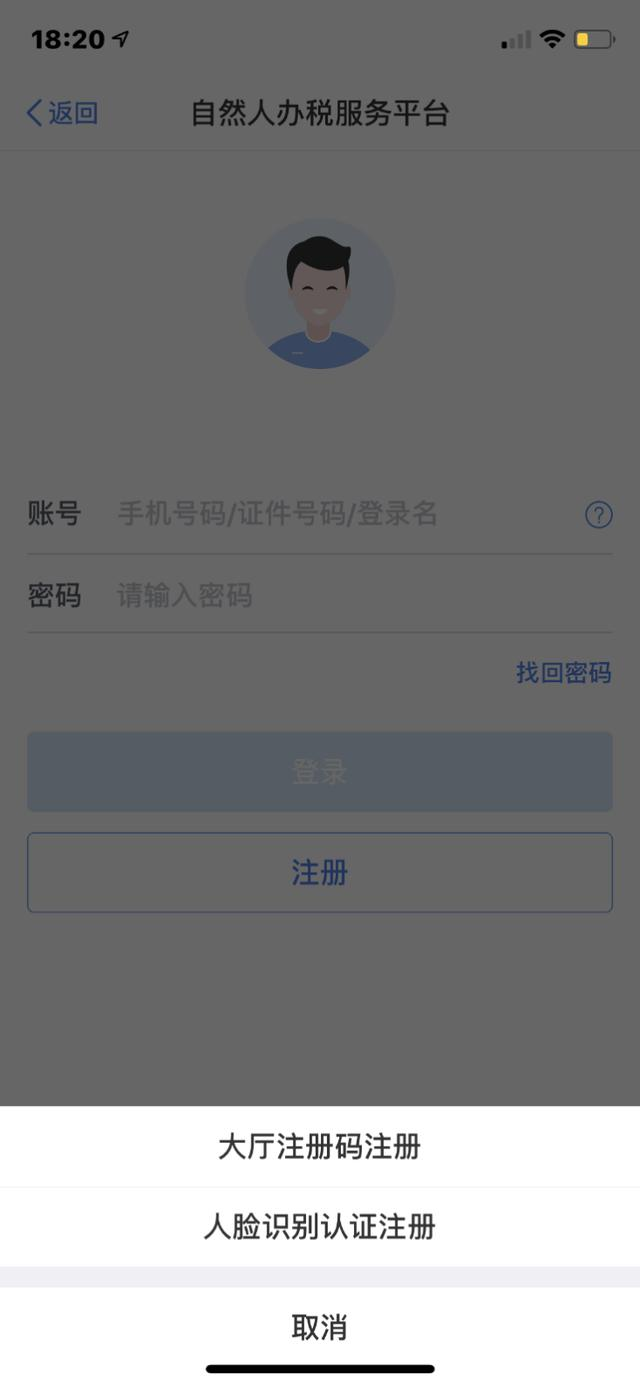 18:20
返回
自然人办税服务平台
账号 手机号码/证件号码/登录名 ?
密码 请输入密码
找回密码
登录
注册
大厅注册码注册
人脸识别认证注册
取消